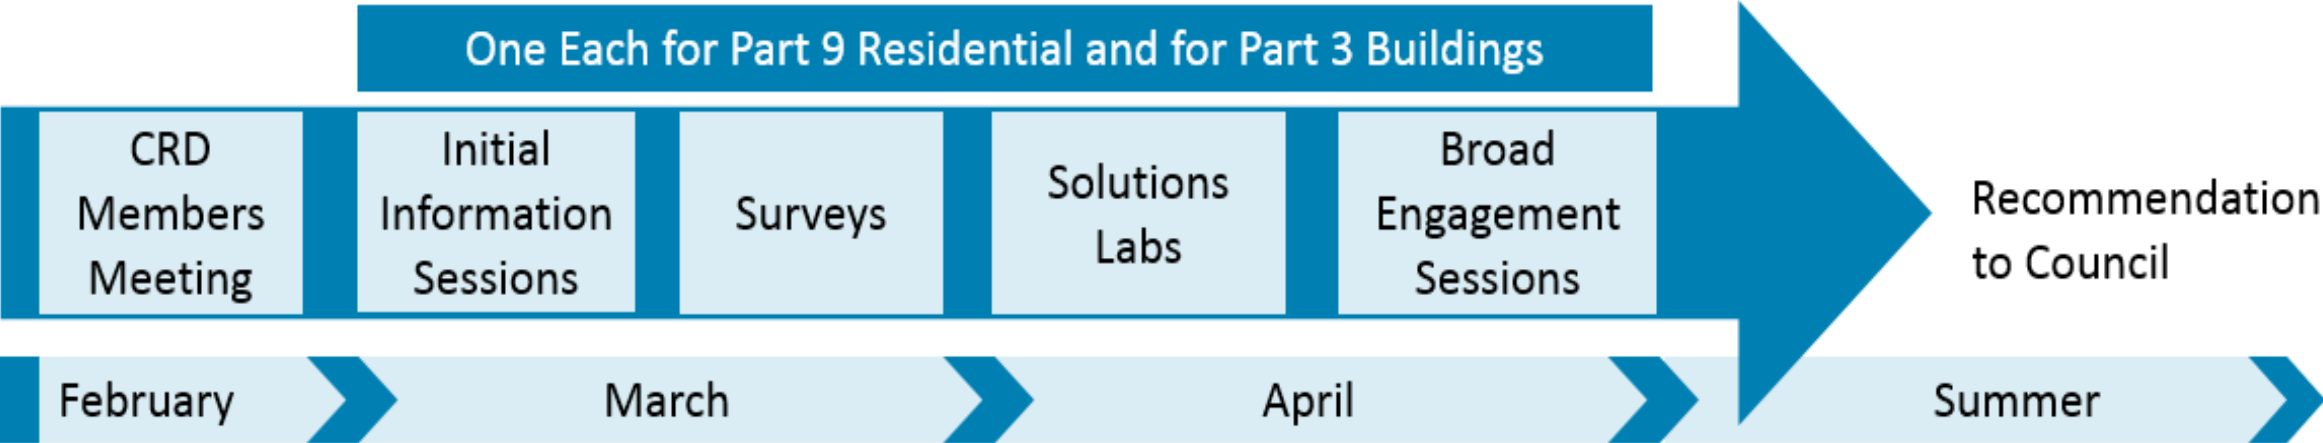 One Each for Part 9 Residential and for Part 3 Buildings
CRD
Members
Meeting
Initial
Information
Sessions
Surveys
Solutions
Labs
Broad
Engagement
Sessions
Recommendation
to Council
February
March
April
Summer